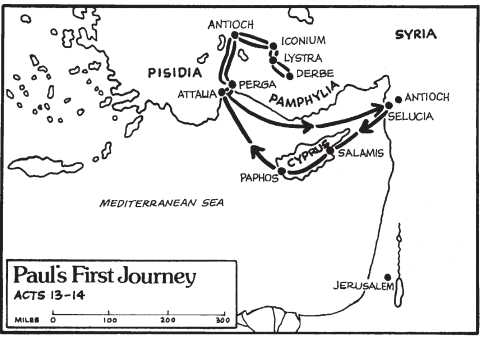 ANTIOCH
SYRIA
ICONIUM
LYSTRA
PISIDIA
DERBE
PERGA
ATTALIA
PAMPHYLIA
ANTIOCH
SELUCIA
CYPRUS
SALAMIS
PAPHOS
MEDITERRANEAN SEA
Paul's First Journey
ACTS 13-14
JERUSALEM
MILES 0 100 200 300